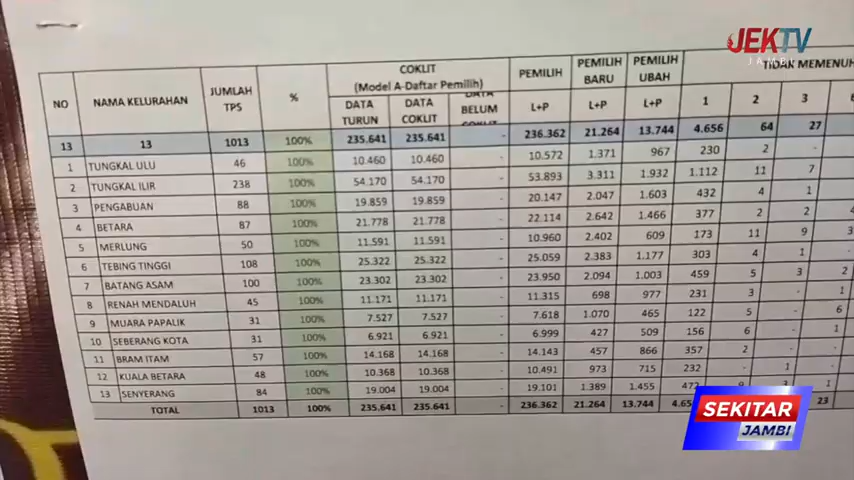 JEKTV
JAMBI
NO NAMA KELURAHAN JUMLAH TPS % COKLIT (Model A-Daftar Pemilih) PEMILIH PEMILIH BARU PEMILIH UBAH TIDAK MEMENUH
DATA TURUN DATA COKLIT DATA BELUM COKLIT L+P L+P L+P 1 2 3
13 13 1013 100% 235.641 235.641 - 236.362 21.264 13.744 4.656 64 27
1 TUNGKAL ULU 46 100% 10.460 10.460 - 10.572 1.371 967 230 2 -
2 TUNGKAL ILIR 238 100% 54.170 54.170 - 53.893 3.311 1.932 1.112 11 7
3 PENGABUAN 88 100% 19.859 19.859 - 20.147 2.047 1.603 432 4 1
4 BETARA 87 100% 21.778 21.778 - 22.114 2.642 1.466 377 2 2
5 MERLUNG 50 100% 11.591 11.591 - 10.960 2.402 609 173 11 9
6 TEBING TINGGI 108 100% 25.322 25.322 - 25.059 2.383 1.177 303 4 1
7 BATANG ASAM 100 100% 23.302 23.302 - 23.950 2.094 1.003 459 5 3 2
8 RENAH MENDALUH 45 100% 11.171 11.171 - 11.315 698 977 231 3 - 1
9 MUARA PAPALIK 31 100% 7.527 7.527 - 7.618 1.070 465 122 5 - 6
10 SEBERANG KOTA 31 100% 6.921 6.921 - 6.999 427 509 156 6 - 1
11 BRAM ITAM 57 100% 14.168 14.168 - 14.143 457 866 357 2 - -
12 KUALA BETARA 48 100% 10.368 10.368 - 10.491 973 715 232 - 1 -
13 SENYERANG 84 100% 19.004 19.004 - 19.101 1.389 1.455 1
TOTAL 1013 100% 235.641 235.641 - 236.362 21.264 13.744 23
SEKITAR
JAMBI